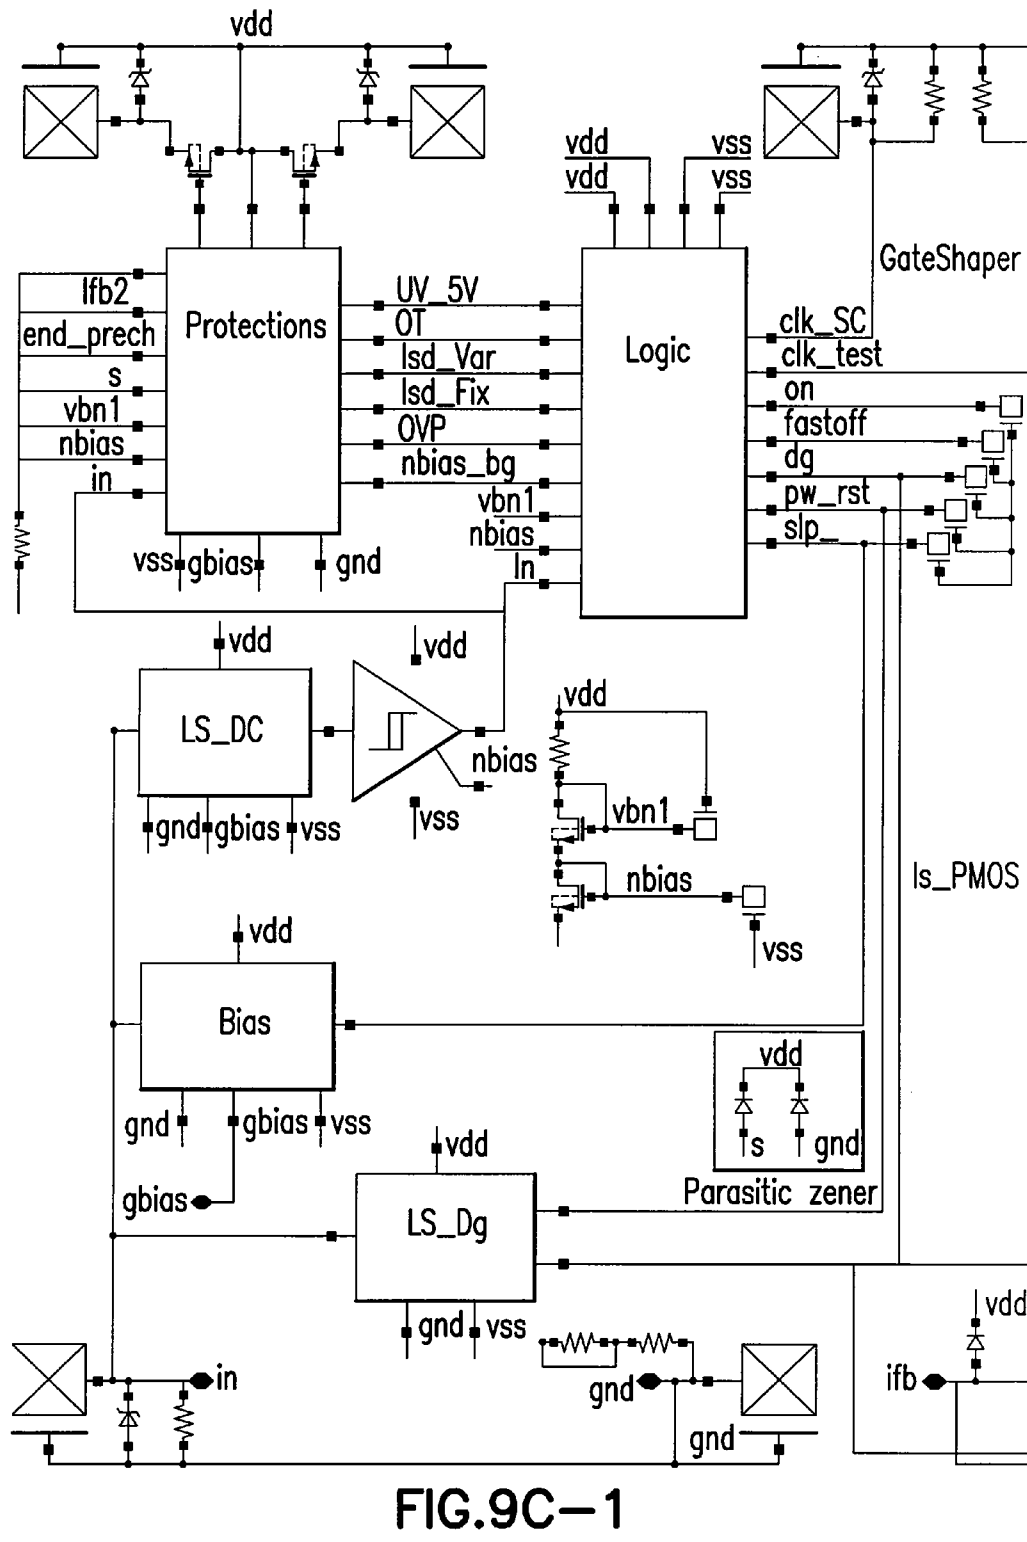 vdd
vdd
vss
vdd
vss
GateShaper
Ifb2
end_prech
s
vbn1
nbias
in
Protections
vss
gbias
gnd
UV_5V
OT
Isd_Var
Isd_Fix
OVP
nbias_bg
vbn1
nbias
In
Logic
clk_SC
clk_test
on
fastoff
dg
pw_rst
slp_
vdd
LS_DC
gnd
gbias
vss
vdd
nbias
vss
vdd
vbn1
nbias
vss
Is_PMOS
vdd
Bias
gnd
gbias
vss
gbias
vdd
s
gnd
Parasitic zener
vdd
LS_Dg
gnd
vss
in
gnd
gnd
vdd
ifb
FIG.9C-1